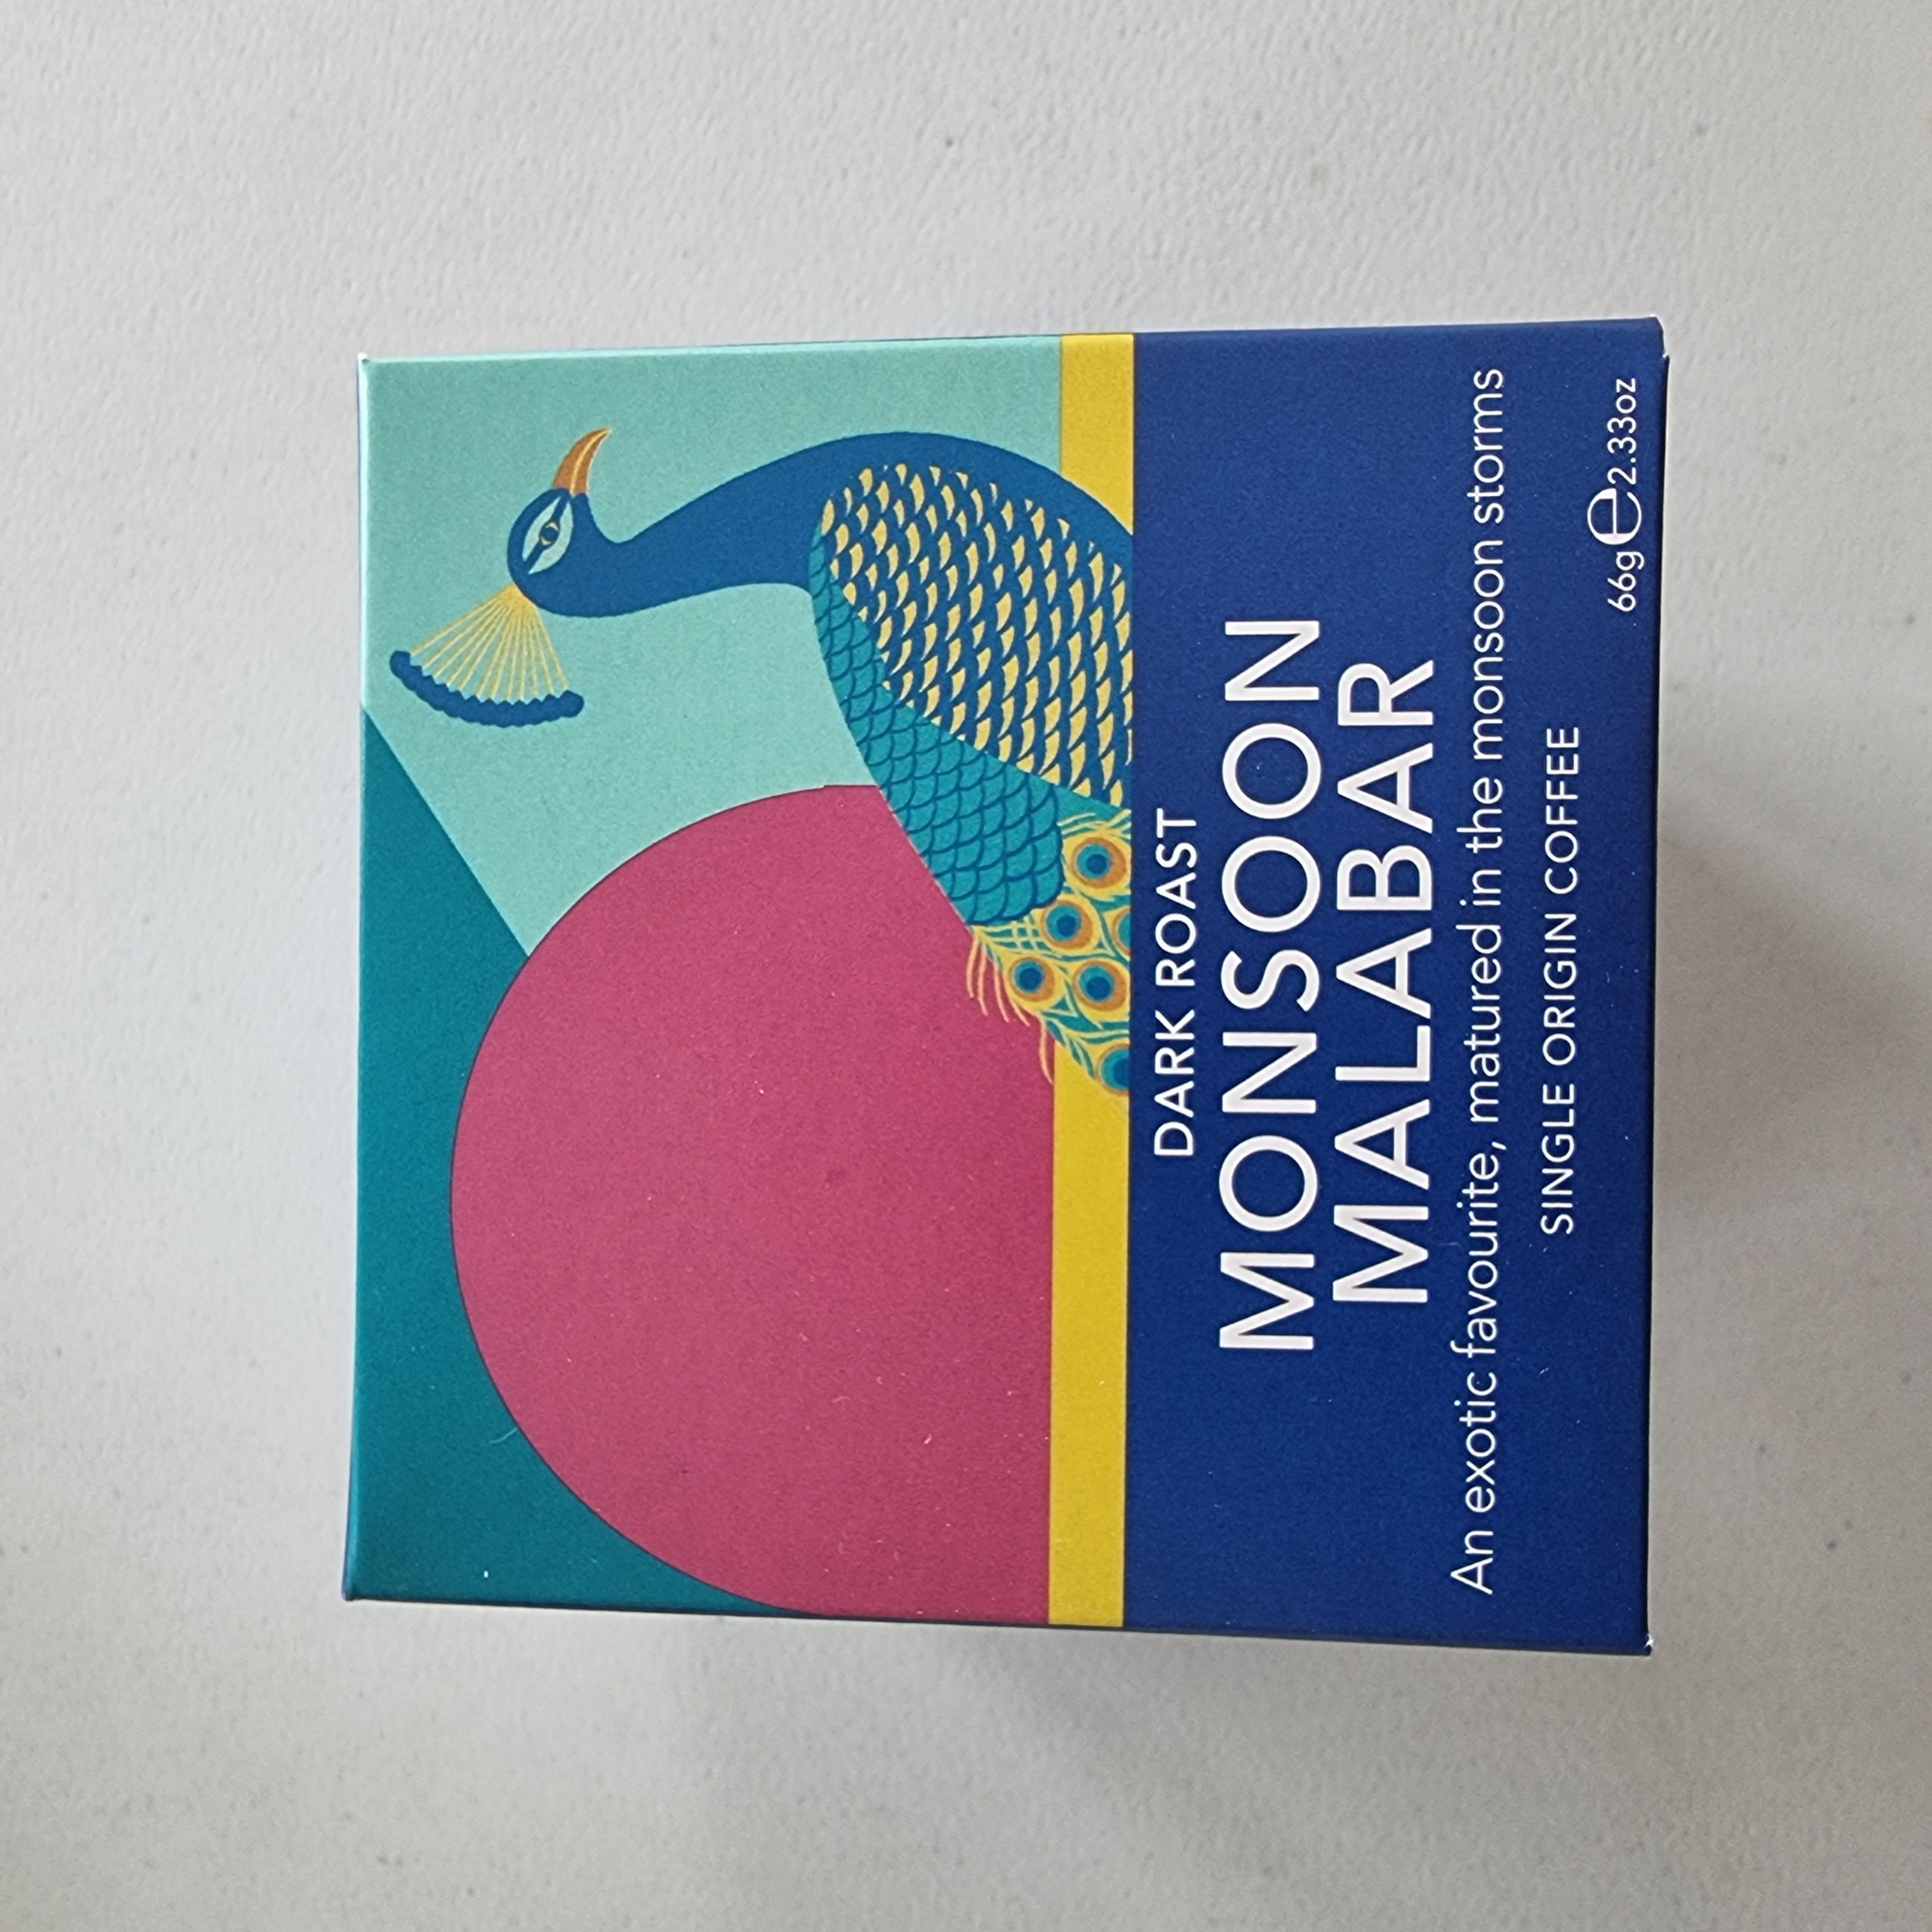 DARK ROAST
MONSOON
MALABAR
An exotic favourite, matured in the monsoon storms
SINGLE ORIGIN COFFEE
66g℮2.33oz